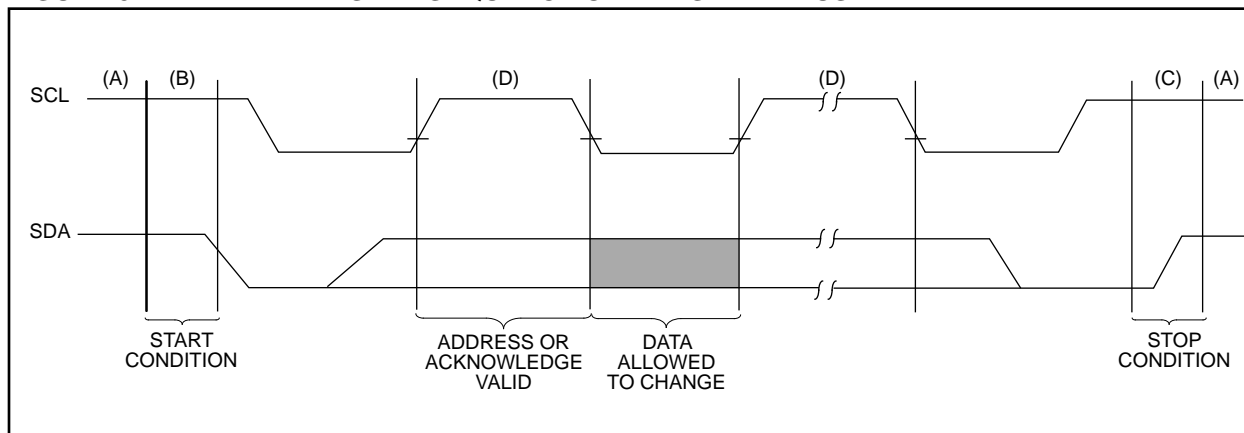 (A) (B) (D) (D) (C) (A)
SCL
SDA
START
CONDITION
ADDRESS OR
ACKNOWLEDGE
VALID
DATA
ALLOWED
TO CHANGE
STOP
CONDITION